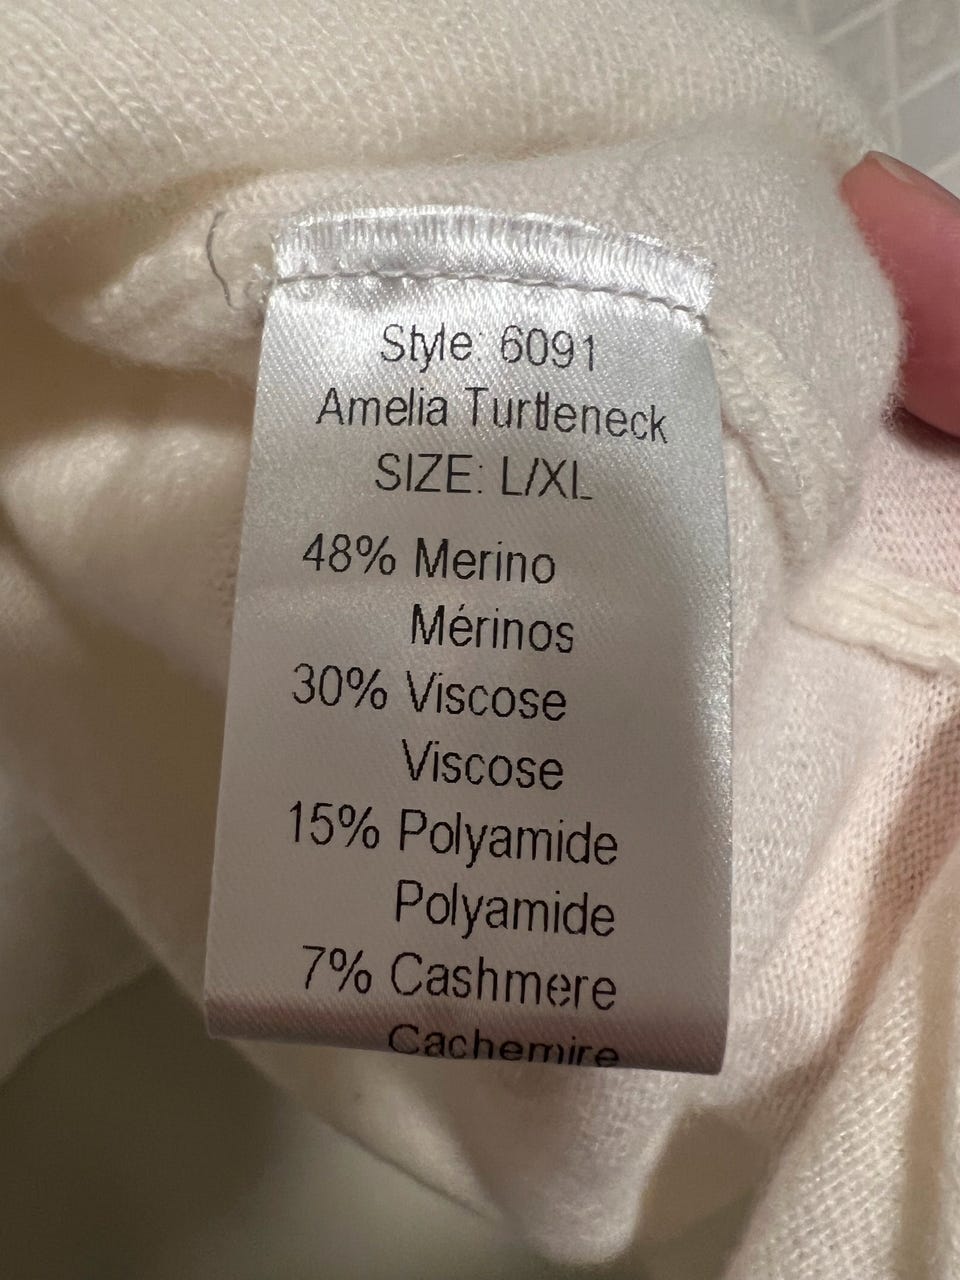 Style: 6091
Amelia Turtleneck
SIZE: L/XL
48% Merino
Mérinos
30% Viscose
Viscose
15% Polyamide
Polyamide
7% Cashmere
Cachemire